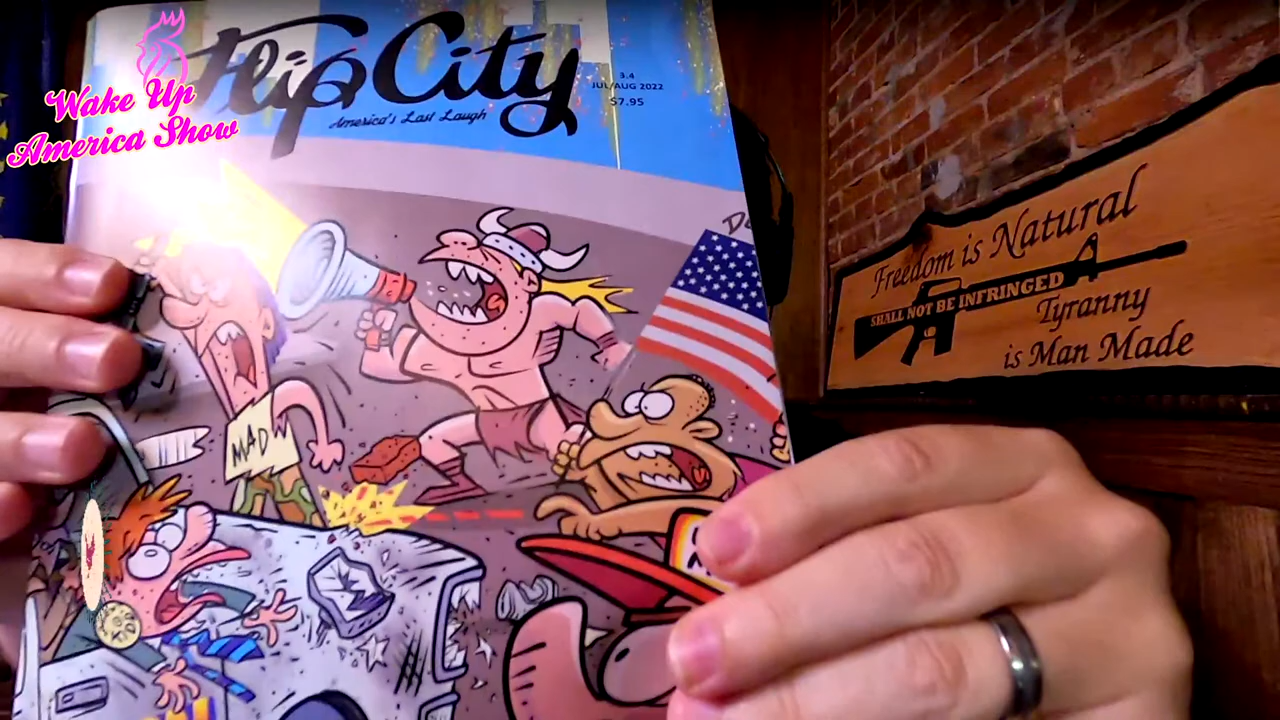 Wake Up
America Show
Flip City
America's Last Laugh
3.4
JUL/AUG 2022
$7.95
MAD
Freedom is Natural
SHALL NOT BE INFRINGED
Tyranny
is Man Made